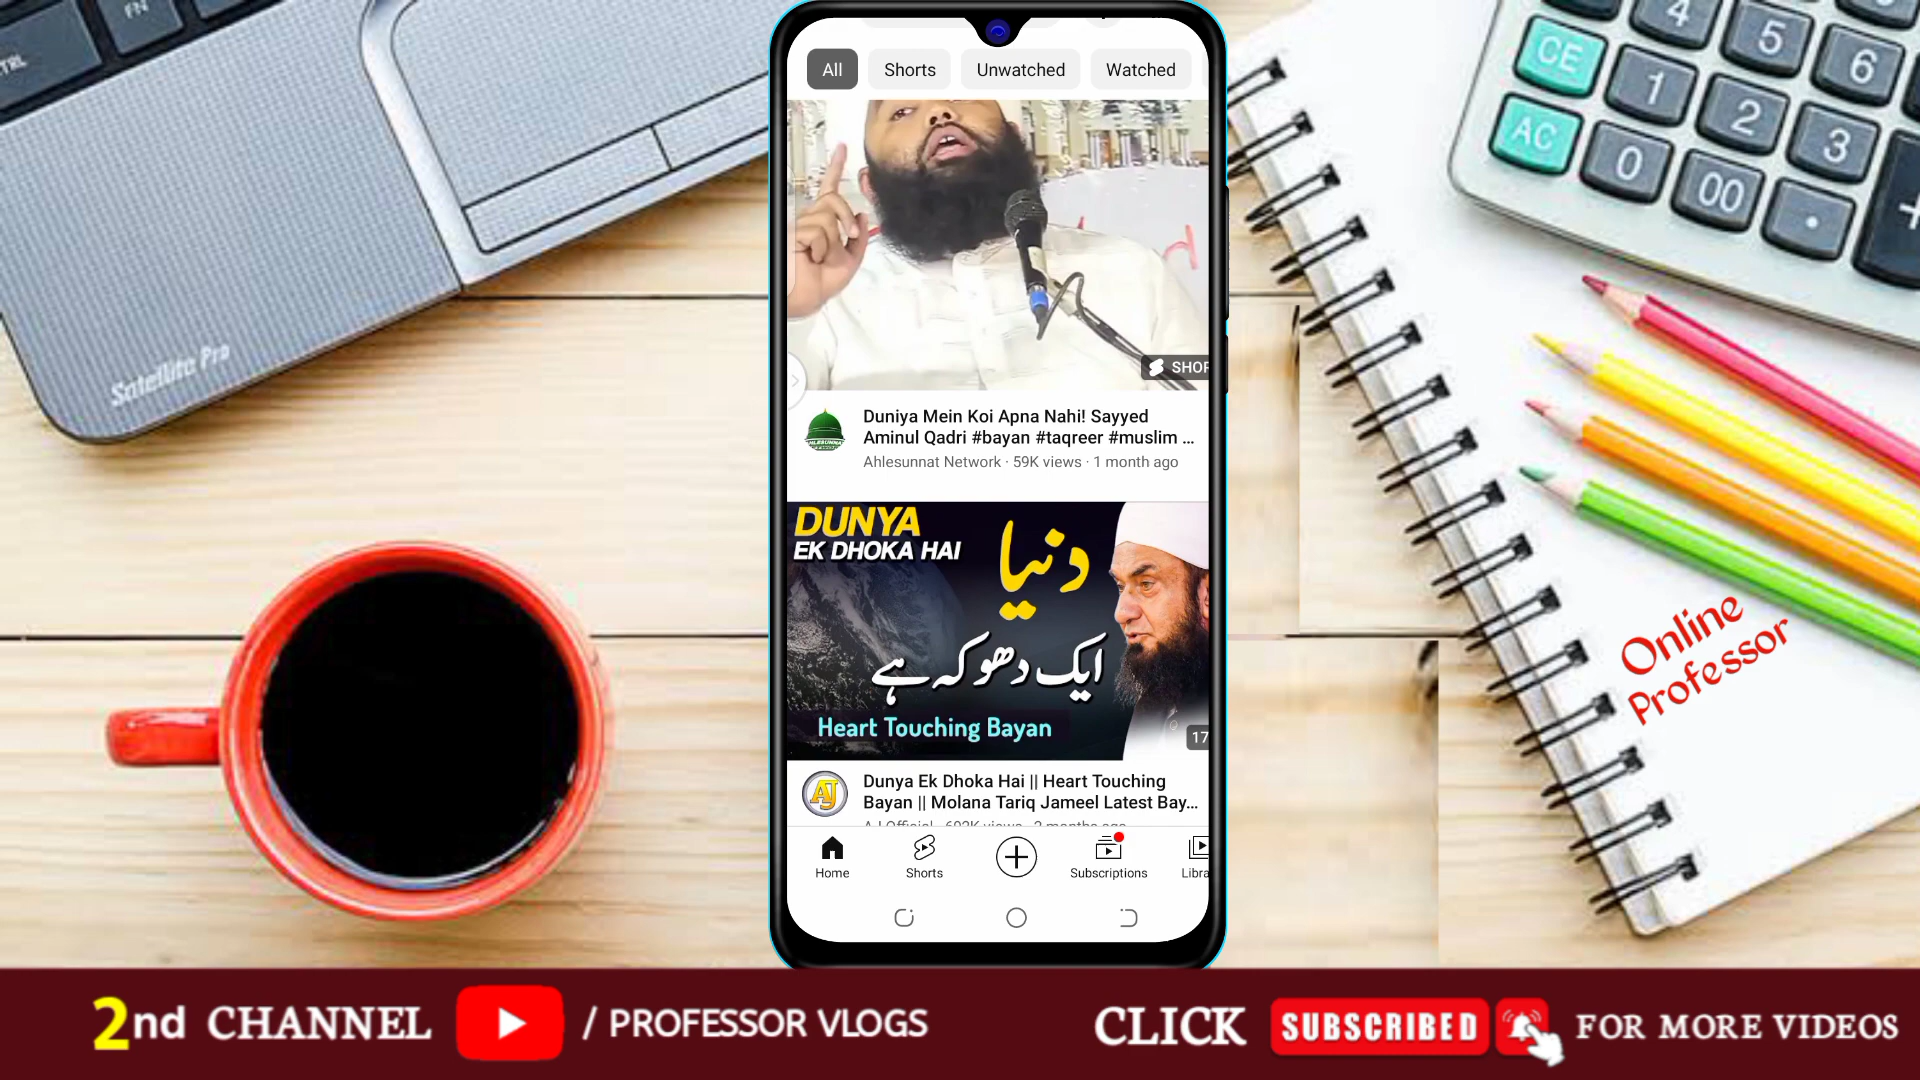 FN
CTRL
Satellite Pro
All
Shorts
Unwatched
Watched
SHOR
Duniya Mein Koi Apna Nahi! Sayyed
Aminul Qadri #bayan #taqreer #muslim ...
Ahlesunnat Network · 59K views · 1 month ago
DUNYA
EK DHOKA HAI
دنیا
ایک دھوکہ ہے
Heart Touching Bayan
17
AJ
Dunya Ek Dhoka Hai || Heart Touching
Bayan || Molana Tariq Jameel Latest Bay...
Home
Shorts
Subscriptions
Libra
4
5
6
CE
1
2
3
AC
0
00
.
+
Online
Professor
2nd CHANNEL
/ PROFESSOR VLOGS
CLICK
SUBSCRIBED
FOR MORE VIDEOS